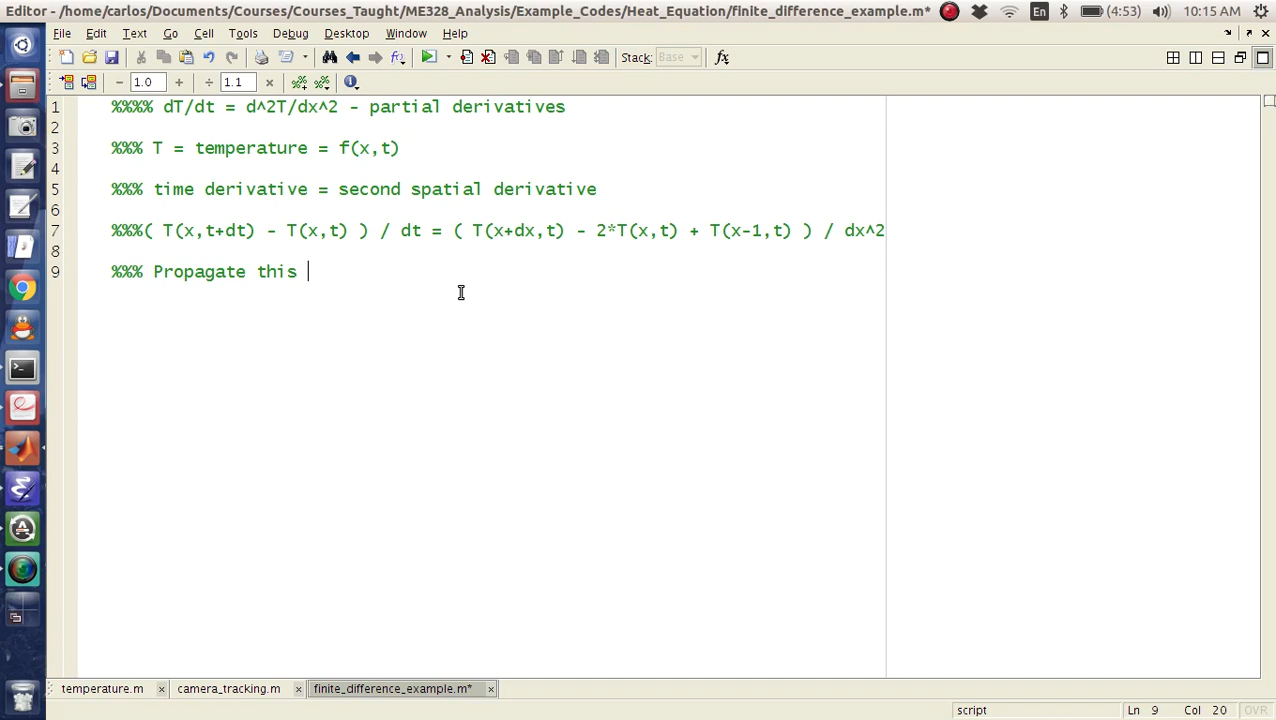 Editor - /home/carlos/Documents/Courses/Courses_Taught/ME328_Analysis/Example_Codes/Heat_Equation/finite_difference_example.m*
En (4:53) 10:15 AM
File Edit Text Go Cell Tools Debug Desktop Window Help
Stack: Base fx
− 1.0 + ÷ 1.1 ×
1 %%%% dT/dt = d^2T/dx^2 - partial derivatives
2
3 %%% T = temperature = f(x,t)
4
5 %%% time derivative = second spatial derivative
6
7 %%%( T(x,t+dt) - T(x,t) ) / dt = ( T(x+dx,t) - 2*T(x,t) + T(x-1,t) ) / dx^2
8
9 %%% Propagate this
temperature.m camera_tracking.m finite_difference_example.m*
script Ln 9 Col 20 OVR